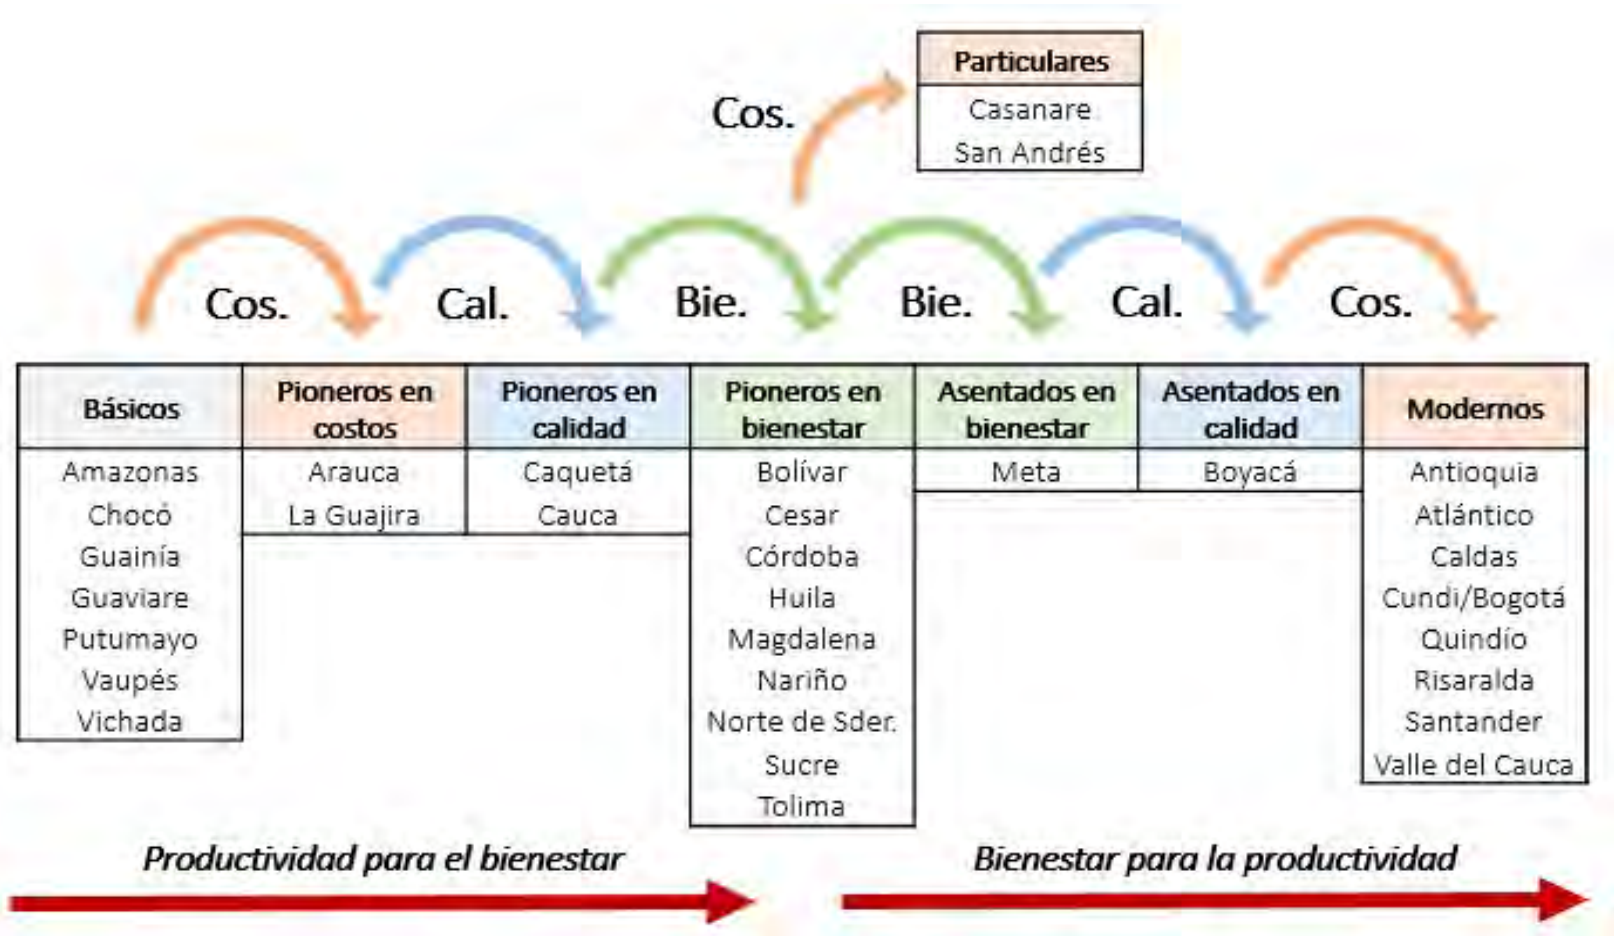 Particulares
Casanare
San Andrés
Cos.
Cos.
Cal.
Bie.
Bie.
Cal.
Cos.
Básicos
Amazonas
Chocó
Guainía
Guaviare
Putumayo
Vaupés
Vichada
Pioneros en
costos
Arauca
La Guajira
Pioneros en
calidad
Caquetá
Cauca
Pioneros en
bienestar
Bolívar
Cesar
Córdoba
Huila
Magdalena
Nariño
Norte de Sder.
Sucre
Tolima
Asentados en
bienestar
Meta
Asentados en
calidad
Boyacá
Modernos
Antioquia
Atlántico
Caldas
Cundi/Bogotá
Quindío
Risaralda
Santander
Valle del Cauca
Productividad para el bienestar
Bienestar para la productividad